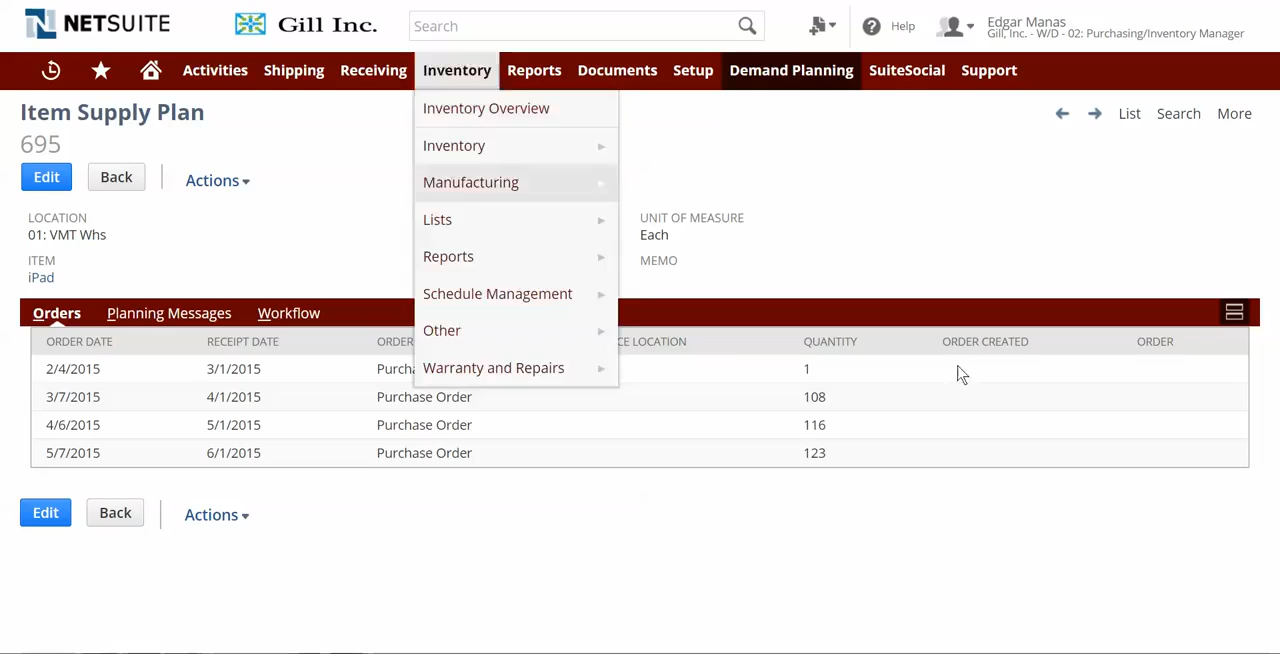 NETSUITE
Gill Inc.
Search
Help
Edgar Manas
Gill, Inc. - W/D - 02: Purchasing/Inventory Manager
Activities Shipping Receiving Inventory Reports Documents Setup Demand Planning SuiteSocial Support
Item Supply Plan
List Search More
695
Edit Back Actions
Inventory Overview
Inventory
Manufacturing
Lists
Reports
Schedule Management
Other
Warranty and Repairs
LOCATION
01: VMT Whs
ITEM
iPad
UNIT OF MEASURE
Each
MEMO
Orders Planning Messages Workflow
ORDER DATE RECEIPT DATE ORDER CE LOCATION QUANTITY ORDER CREATED ORDER
2/4/2015 3/1/2015 Purcha 1
3/7/2015 4/1/2015 Purchase Order 108
4/6/2015 5/1/2015 Purchase Order 116
5/7/2015 6/1/2015 Purchase Order 123
Edit Back Actions